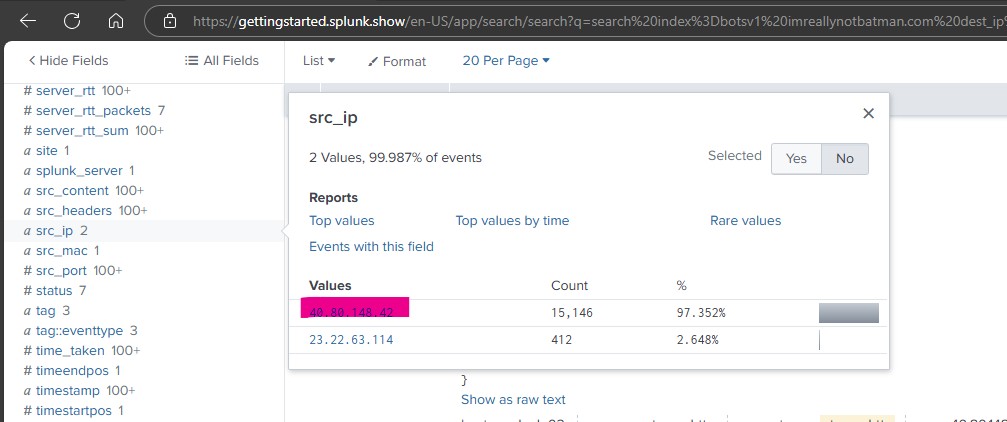 https://gettingstarted.splunk.show/en-US/app/search/search?q=search%20index%3Dbotsv1%20imreallynotbatman.com%20dest_ip%
< Hide Fields
All Fields
List
Format
20 Per Page
# server_rtt 100+
# server_rtt_packets 7
# server_rtt_sum 100+
a site 1
a splunk_server 1
a src_content 100+
a src_headers 100+
a src_ip 2
a src_mac 1
# src_port 100+
# status 7
a tag 3
a tag::eventtype 3
# time_taken 100+
# timeendpos 1
a timestamp 100+
# timestartpos 1
src_ip
2 Values, 99.987% of events
Selected
Yes
No
Reports
Top values
Top values by time
Rare values
Events with this field
Values
Count
%
40.80.148.42
15,146
97.352%
23.22.63.114
412
2.648%
}
Show as raw text